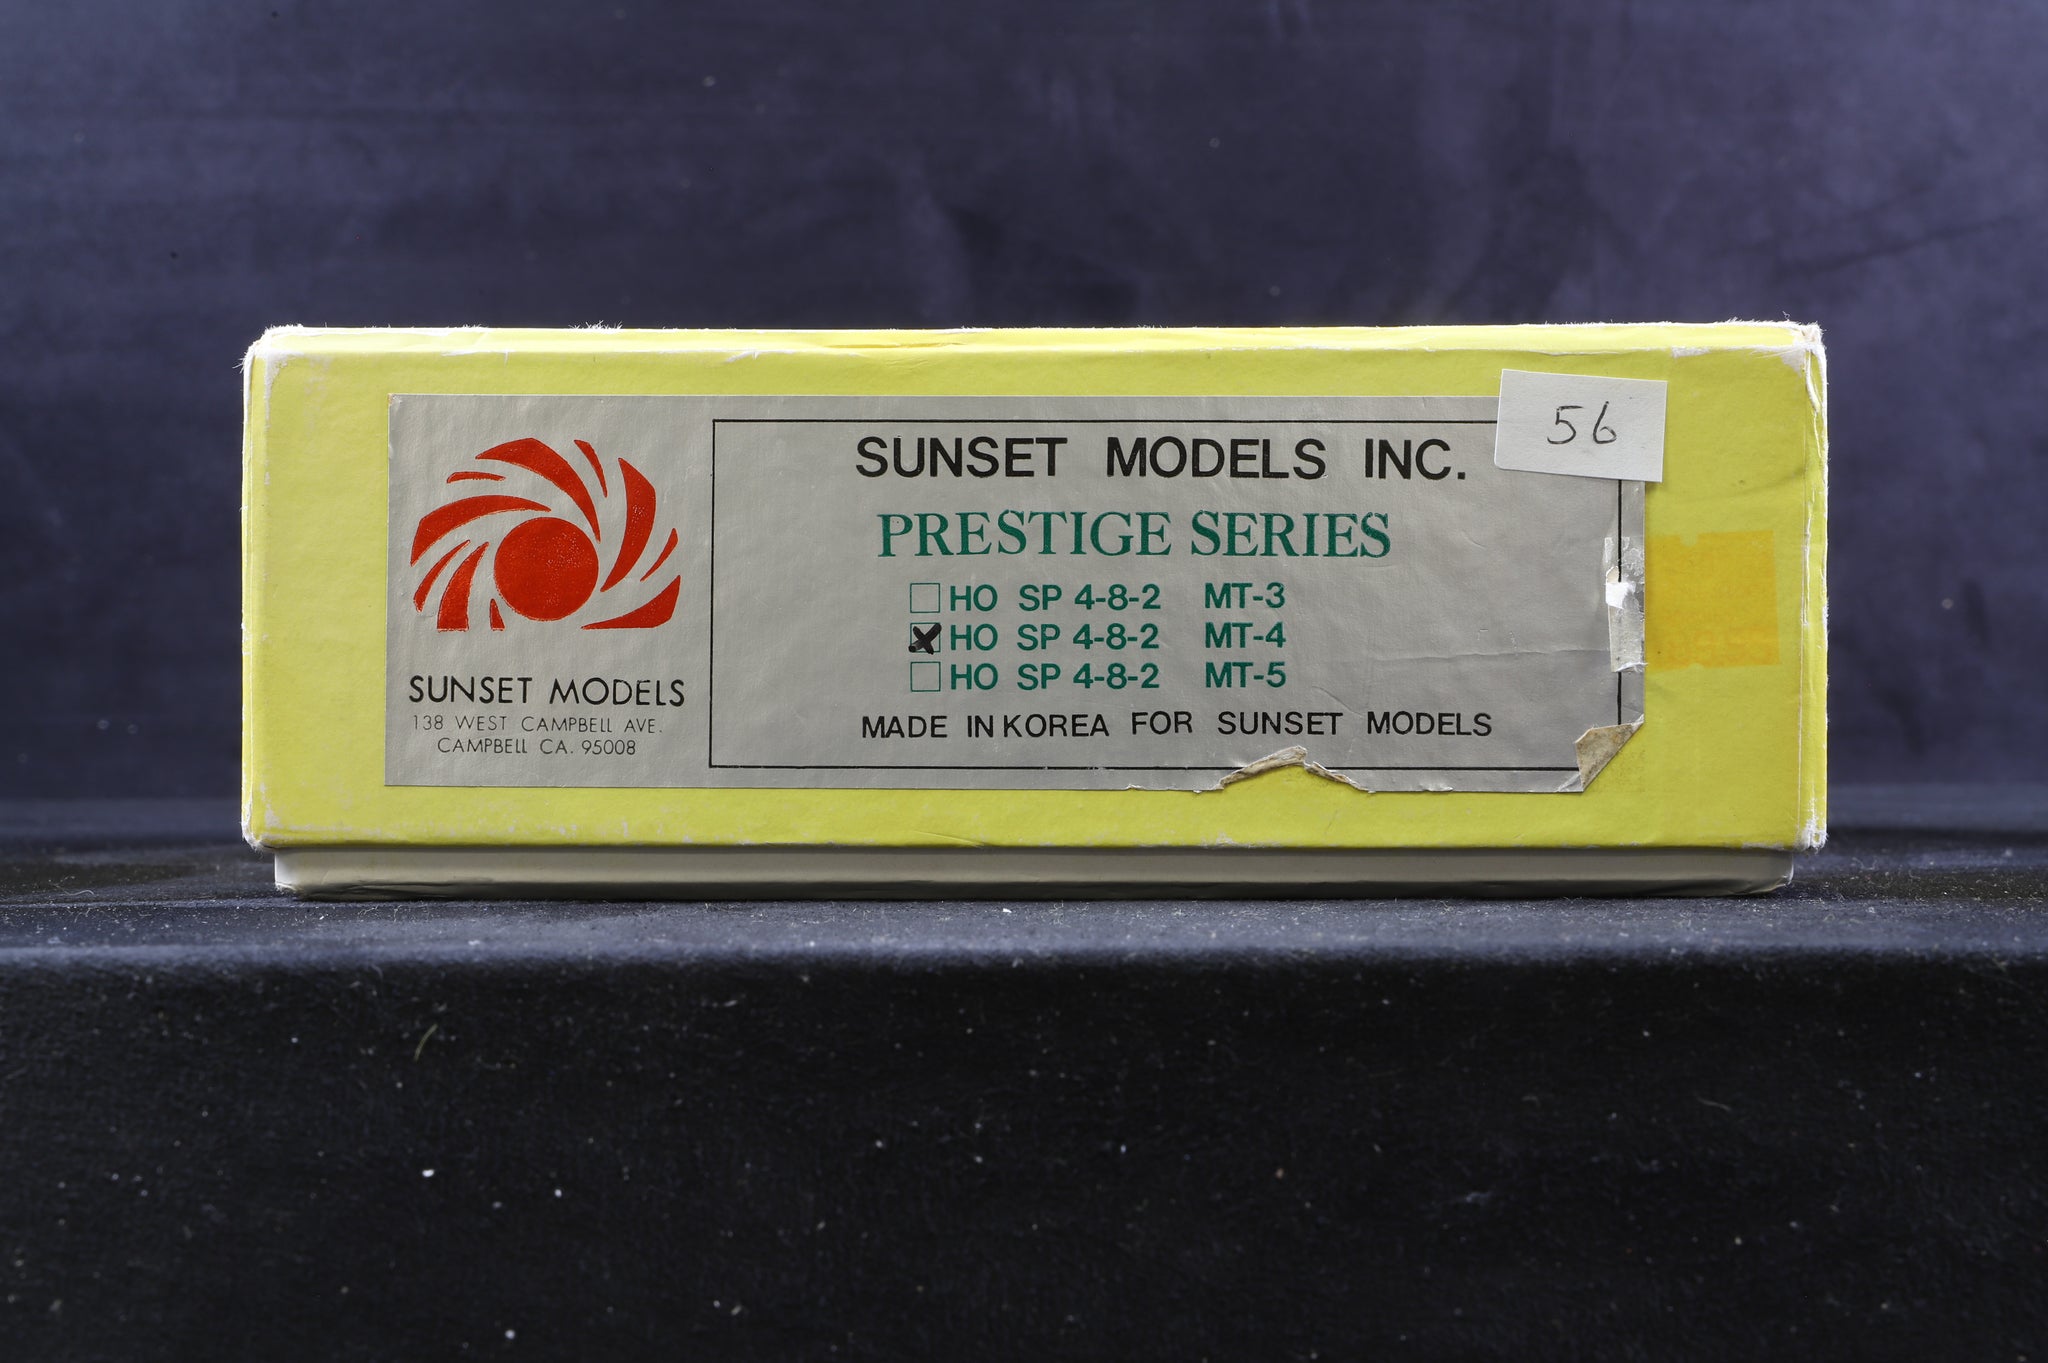 SUNSET MODELS
138 WEST CAMPBELL AVE.
CAMPBELL CA. 95008
SUNSET MODELS INC.
PRESTIGE SERIES
HO SP 4-8-2 MT-3
HO SP 4-8-2 MT-4
HO SP 4-8-2 MT-5
MADE IN KOREA FOR SUNSET MODELS
56